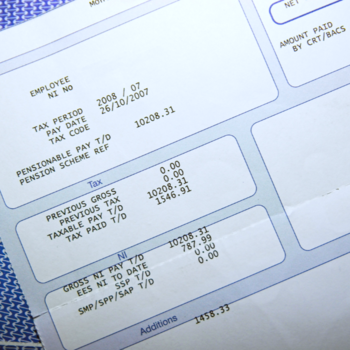 MON
NET
AMOUNT PAID
BY CRT/BACS
EMPLOYEE
NI NO
TAX PERIOD 2008 / 07
PAY DATE 26/10/2007
TAX CODE
PENSIONABLE PAY T/D 10208.31
PENSION SCHEME REF
Tax
PREVIOUS GROSS 0.00
PREVIOUS TAX 0.00
TAXABLE PAY T/D 10208.31
TAX PAID T/D 1546.91
NI
GROSS NI PAY T/D 10208.31
EES NI TO DATE 787.99
SSP T/D 0.00
SMP/SPP/SAP T/D 0.00
Additions
1458.33